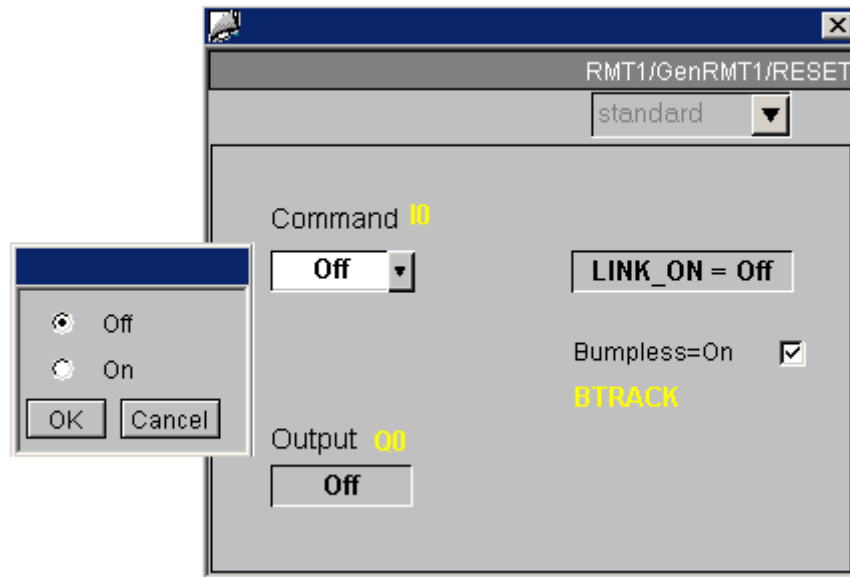 RMT1/GenRMT1/RESET
standard
Command I0
Off
LINK_ON = Off
Bumpless=On
BTRACK
Output Q0
Off
Off
On
OK Cancel